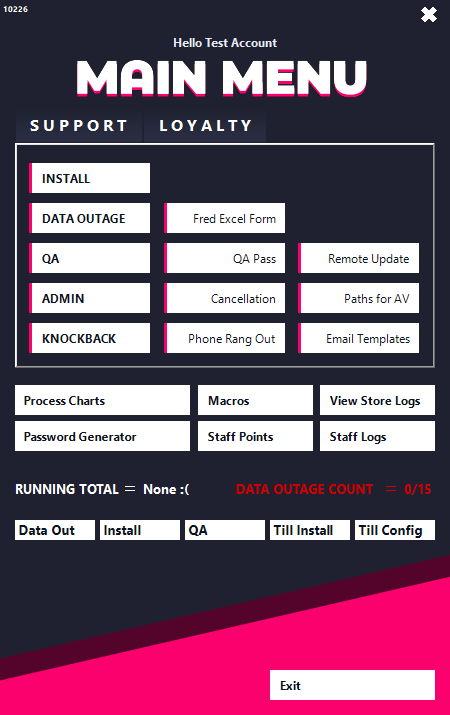 10226
Hello Test Account
MAIN MENU
SUPPORT LOYALTY
INSTALL
DATA OUTAGE Fred Excel Form
QA QA Pass Remote Update
ADMIN Cancellation Paths for AV
KNOCKBACK Phone Rang Out Email Templates
Process Charts Macros View Store Logs
Password Generator Staff Points Staff Logs
RUNNING TOTAL = None :( DATA OUTAGE COUNT = 0/15
Data Out Install QA Till Install Till Config
Exit